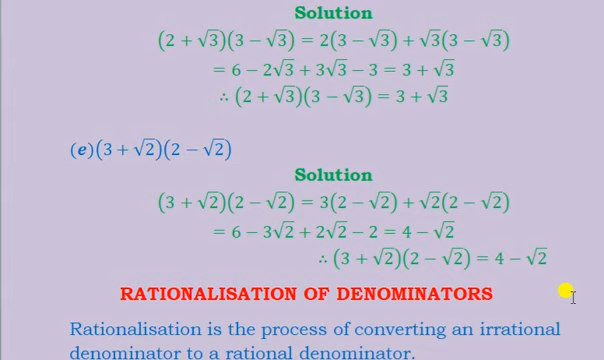 Solution
(2 + √3)(3 − √3) = 2(3 − √3) + √3(3 − √3)
= 6 − 2√3 + 3√3 − 3 = 3 + √3
∴ (2 + √3)(3 − √3) = 3 + √3
(e)(3 + √2)(2 − √2)
Solution
(3 + √2)(2 − √2) = 3(2 − √2) + √2(2 − √2)
= 6 − 3√2 + 2√2 − 2 = 4 − √2
∴ (3 + √2)(2 − √2) = 4 − √2
RATIONALISATION OF DENOMINATORS
Rationalisation is the process of converting an irrational
denominator to a rational denominator.